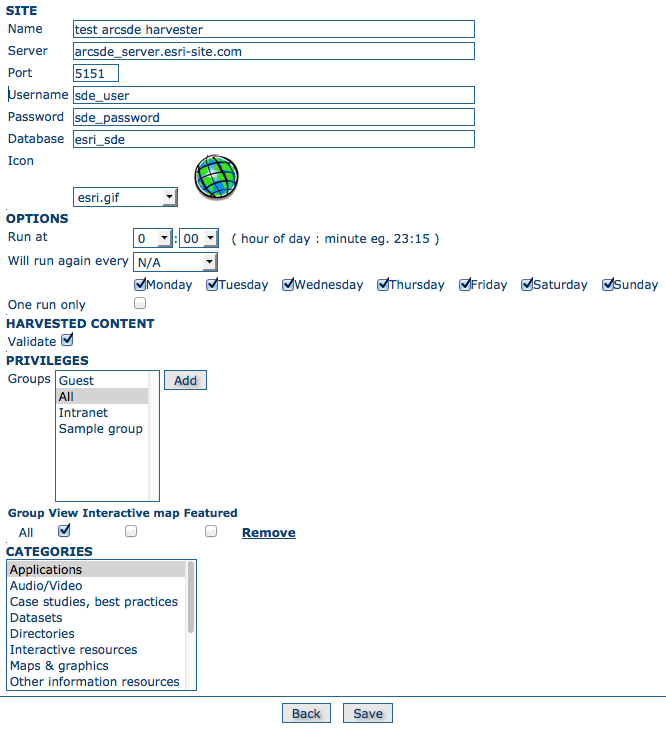 SITE
Name test arcsde harvester
Server arcsde_server.esri-site.com
Port 5151
Username sde_user
Password sde_password
Database esri_sde
Icon
esri.gif
OPTIONS
Run at 0 : 00 ( hour of day : minute eg. 23:15 )
Will run again every N/A
Monday Tuesday Wednesday Thursday Friday Saturday Sunday
One run only
HARVESTED CONTENT
Validate
PRIVILEGES
Groups Guest Add
All
Intranet
Sample group
Group View Interactive map Featured
All Remove
CATEGORIES
Applications
Audio/Video
Case studies, best practices
Datasets
Directories
Interactive resources
Maps & graphics
Other information resources
Back Save